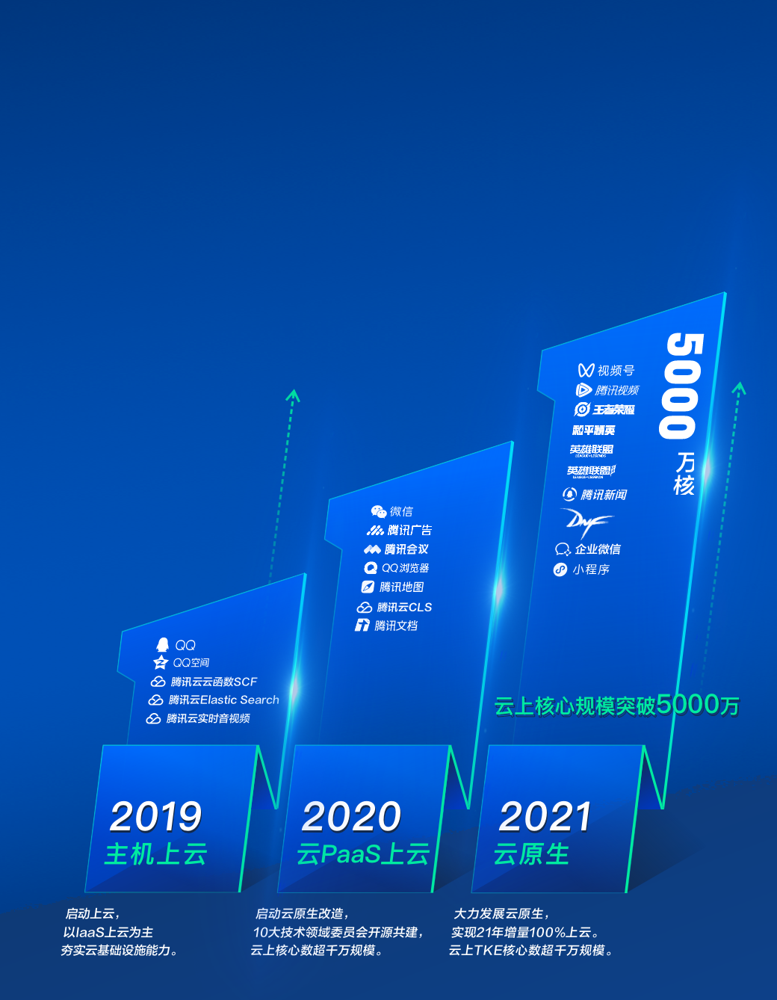 QQ
QQ空间
腾讯云云函数SCF
腾讯云Elastic Search
腾讯云实时音视频
2019
主机上云
启动上云，
以IaaS上云为主
夯实云基础设施能力。
微信
腾讯广告
腾讯会议
QQ浏览器
腾讯地图
腾讯云CLS
腾讯文档
2020
云PaaS上云
启动云原生改造，
10大技术领域委员会开源共建，
云上核心数超千万规模。
视频号
腾讯视频
王者荣耀
和平精英
英雄联盟
LEAGUE OF LEGENDS
英雄联盟
LEAGUE OF LEGENDS
腾讯新闻
DNF
企业微信
小程序
5000
万核
云上核心规模突破5000万
2021
云原生
大力发展云原生，
实现21年增量100%上云。
云上TKE核心数超千万规模。